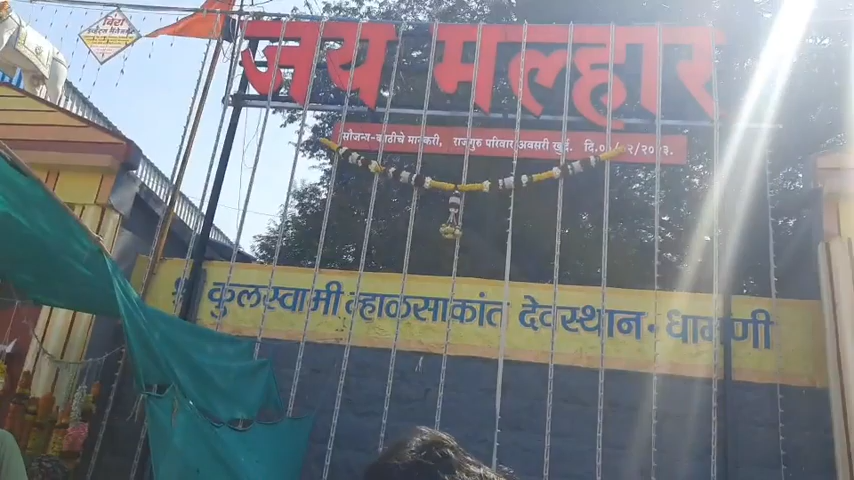 जय मल्हार
सौजन्य-काठीचे मानकरी, राजगुरु परिवार अवसरी खुर्द.
कुलस्वामी म्हाळसाकांत देवस्थान धामणी